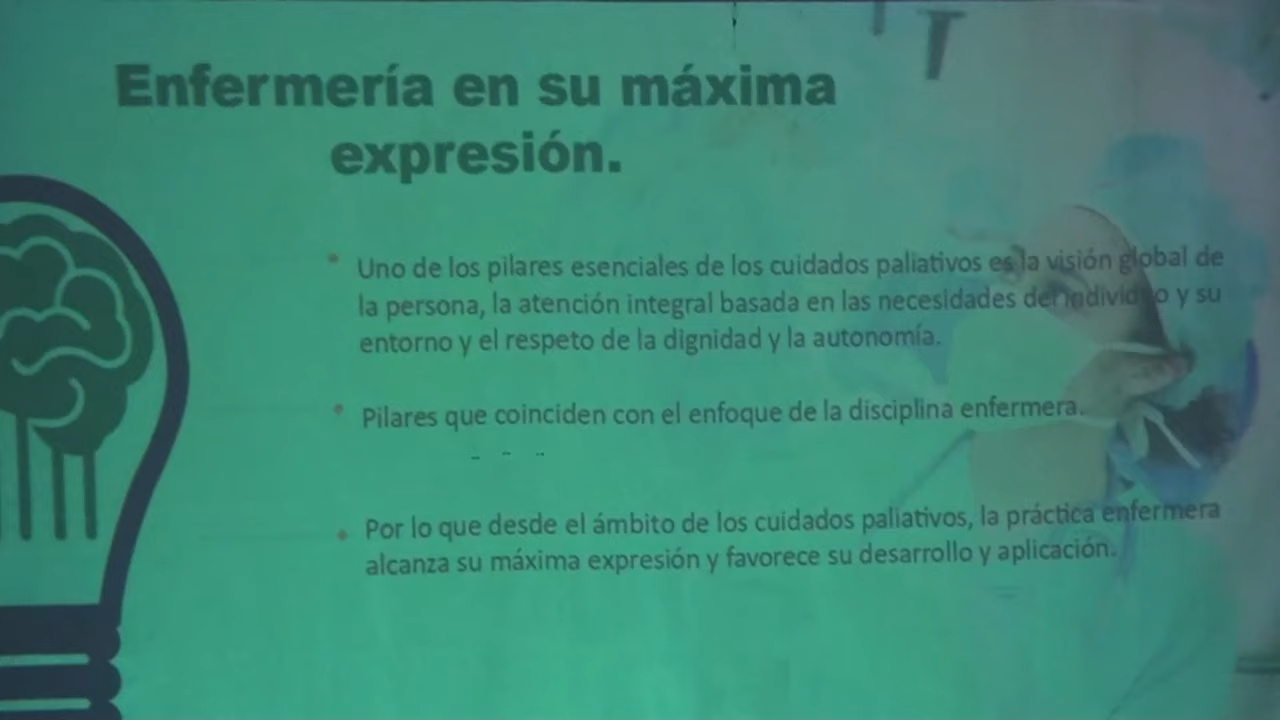 Enfermería en su máxima
expresión.
Uno de los pilares esenciales de los cuidados paliativos es la visión global de
la persona, la atención integral basada en las necesidades del individuo y su
entorno y el respeto de la dignidad y la autonomía.
Pilares que coinciden con el enfoque de la disciplina enfermera.
Por lo que desde el ámbito de los cuidados paliativos, la práctica enfermera
alcanza su máxima expresión y favorece su desarrollo y aplicación.